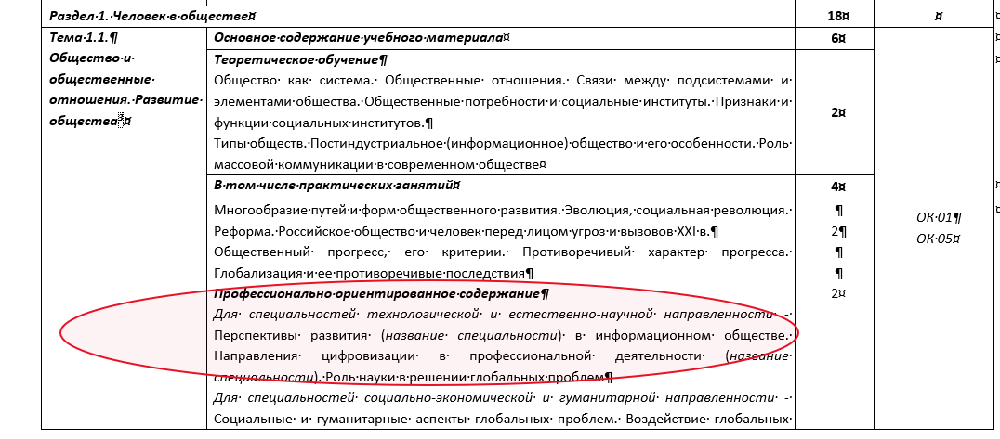 Раздел 1. Человек в обществе 18
Тема 1.1.
Общество и
общественные
отношения. Развитие
общества
Основное содержание учебного материала 6
Теоретическое обучение
Общество как система. Общественные отношения. Связи между подсистемами и
элементами общества. Общественные потребности и социальные институты. Признаки и
функции социальных институтов.
Типы обществ. Постиндустриальное (информационное) общество и его особенности. Роль
массовой коммуникации в современном обществе
2
В том числе практических занятий 4
Многообразие путей и форм общественного развития. Эволюция, социальная революция.
Реформа. Российское общество и человек перед лицом угроз и вызовов XXI в. 2
Общественный прогресс, его критерии. Противоречивый характер прогресса.
Глобализация и ее противоречивые последствия
Профессионально ориентированное содержание 2
Для специальностей технологической и естественно-научной направленности -
Перспективы развития (название специальности) в информационном обществе.
Направления цифровизации в профессиональной деятельности (название
специальности). Роль науки в решении глобальных проблем
Для специальностей социально-экономической и гуманитарной направленности -
Социальные и гуманитарные аспекты глобальных проблем. Воздействие глобальных
ОК 01
ОК 05